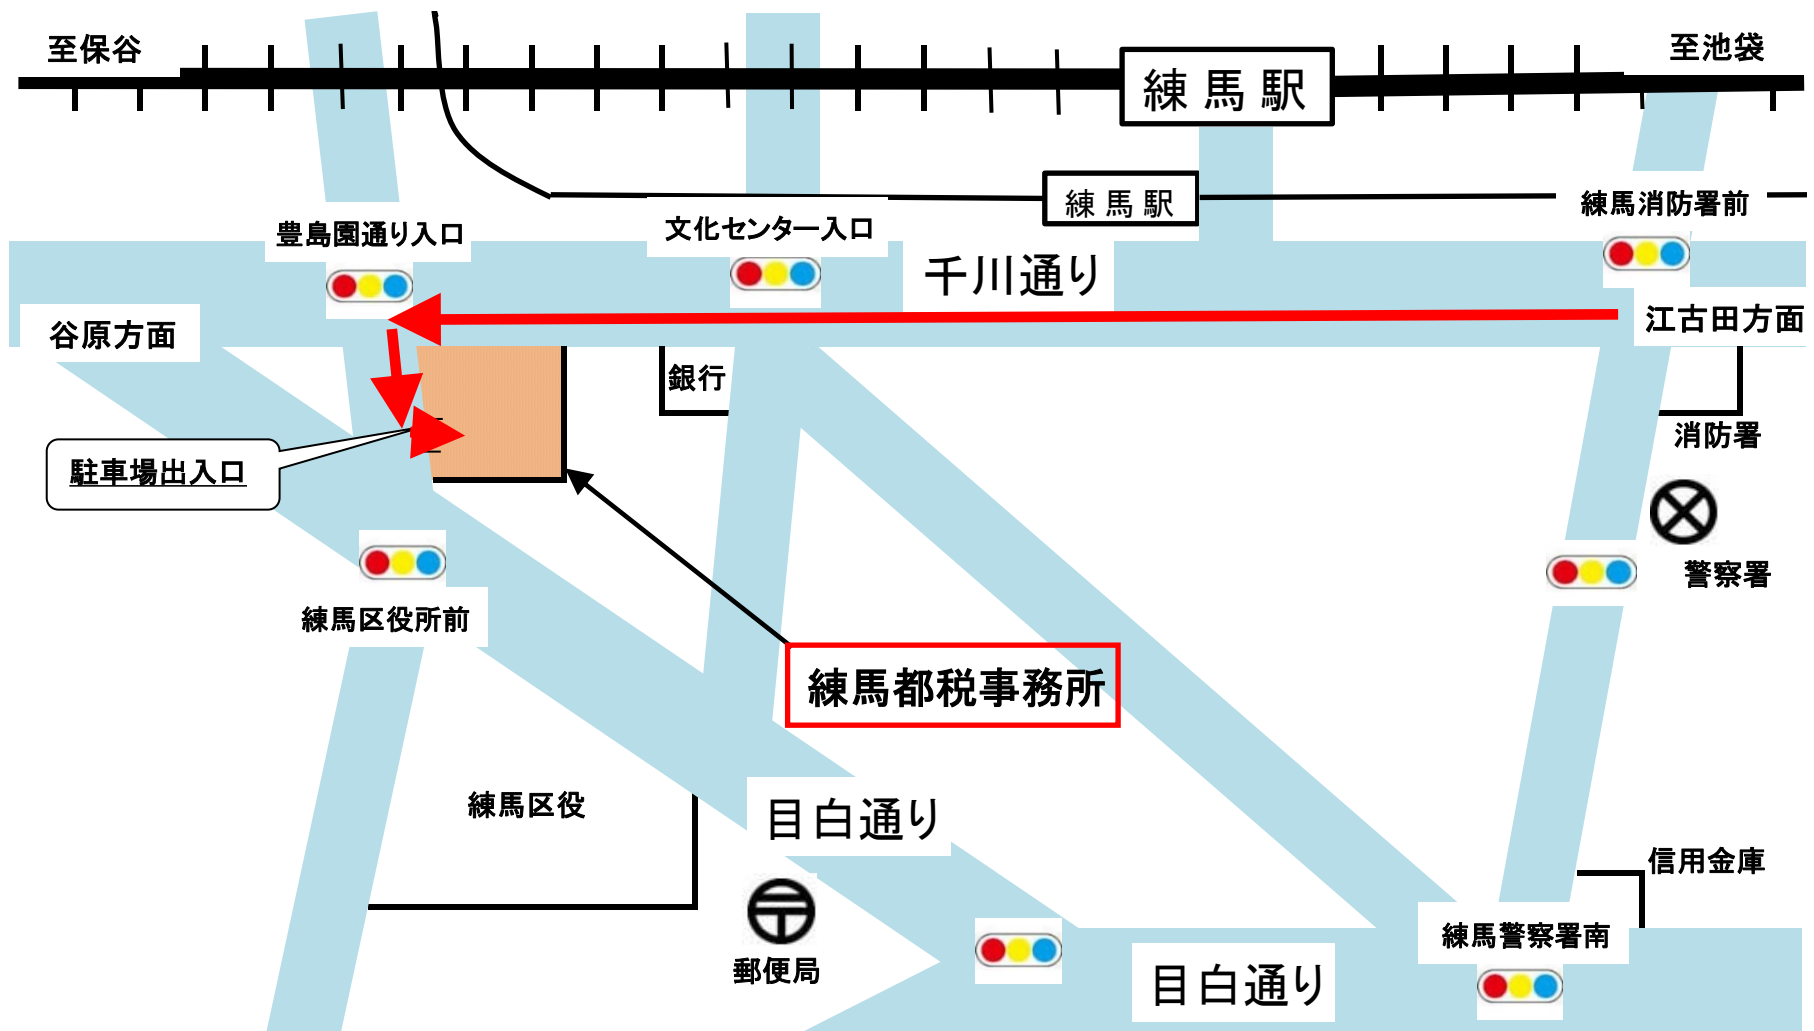 至保谷
至池袋
練馬駅
練馬駅
練馬消防署前
豊島園通り入口
文化センター入口
千川通り
谷原方面
江古田方面
銀行
消防署
駐車場出入口
警察署
練馬区役所前
練馬都税事務所
練馬区役
目白通り
信用金庫
練馬警察署南
郵便局
目白通り